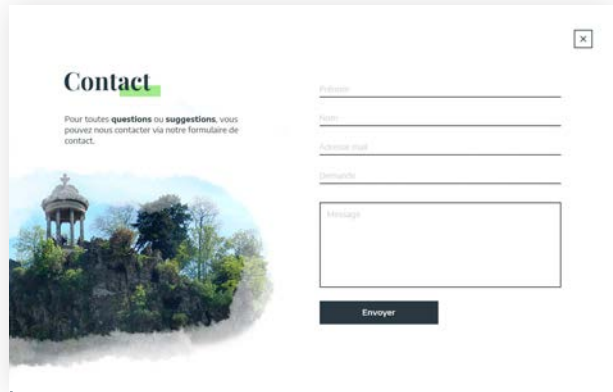 Contact
Pour toutes questions ou suggestions, vous
pouvez nous contacter via notre formulaire de
contact.
Prénom
Nom
Adresse mail
Demande
Message
Envoyer